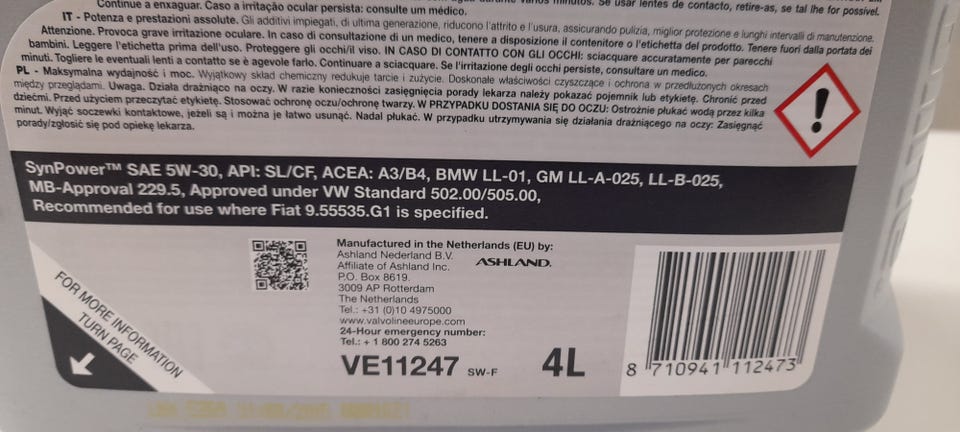 Continue a enxaguar. Caso a irritação ocular persista: consulte um médico.
IT - Potenza e prestazioni assolute. Gli additivi impiegati, di ultima generazione, riducono l'attrito e l'usura, assicurando pulizia, miglior protezione e lunghi intervalli di manutenzione.
Attenzione. Provoca grave irritazione oculare. In caso di consultazione di un medico, tenere a disposizione il contenitore o l'etichetta del prodotto. Tenere fuori dalla portata dei
bambini. Leggere l'etichetta prima dell'uso. Proteggere gli occhi/il viso. IN CASO DI CONTATTO CON GLI OCCHI: sciacquare accuratamente per parecchi
minuti. Togliere le eventuali lenti a contatto se è agevole farlo. Continuare a sciacquare. Se l'irritazione degli occhi persiste, consultare un medico.
PL - Maksymalna wydajność i moc. Wyjątkowy skład chemiczny redukuje tarcie i zużycie. Doskonałe właściwości czyszczące i ochrona w przedłużonych okresach
między przeglądami. Uwaga. Działa drażniąco na oczy. W razie konieczności zasięgnięcia porady lekarza należy pokazać pojemnik lub etykietę. Chronić przed
dziećmi. Przed użyciem przeczytać etykietę. Stosować ochronę oczu/ochronę twarzy. W PRZYPADKU DOSTANIA SIĘ DO OCZU: Ostrożnie płukać wodą przez kilka
minut. Wyjąć soczewki kontaktowe, jeżeli są i można je łatwo usunąć. Nadal płukać. W przypadku utrzymywania się działania drażniącego na oczy: Zasięgnąć
porady/zgłosić się pod opiekę lekarza.
SynPower™ SAE 5W-30, API: SL/CF, ACEA: A3/B4, BMW LL-01, GM LL-A-025, LL-B-025,
MB-Approval 229.5, Approved under VW Standard 502.00/505.00,
Recommended for use where Fiat 9.55535.G1 is specified.
Manufactured in the Netherlands (EU) by:
Ashland Nederland B.V.
Affiliate of Ashland Inc.
ASHLAND.
P.O. Box 8619.
3009 AP Rotterdam
The Netherlands
Tel.: +31 (0)10 4975000
www.valvolineeurope.com
24-Hour emergency number:
Tel.: + 1 800 274 5263
VE11247 SW-F
4L
8 710941 112473
FOR MORE INFORMATION
TURN PAGE